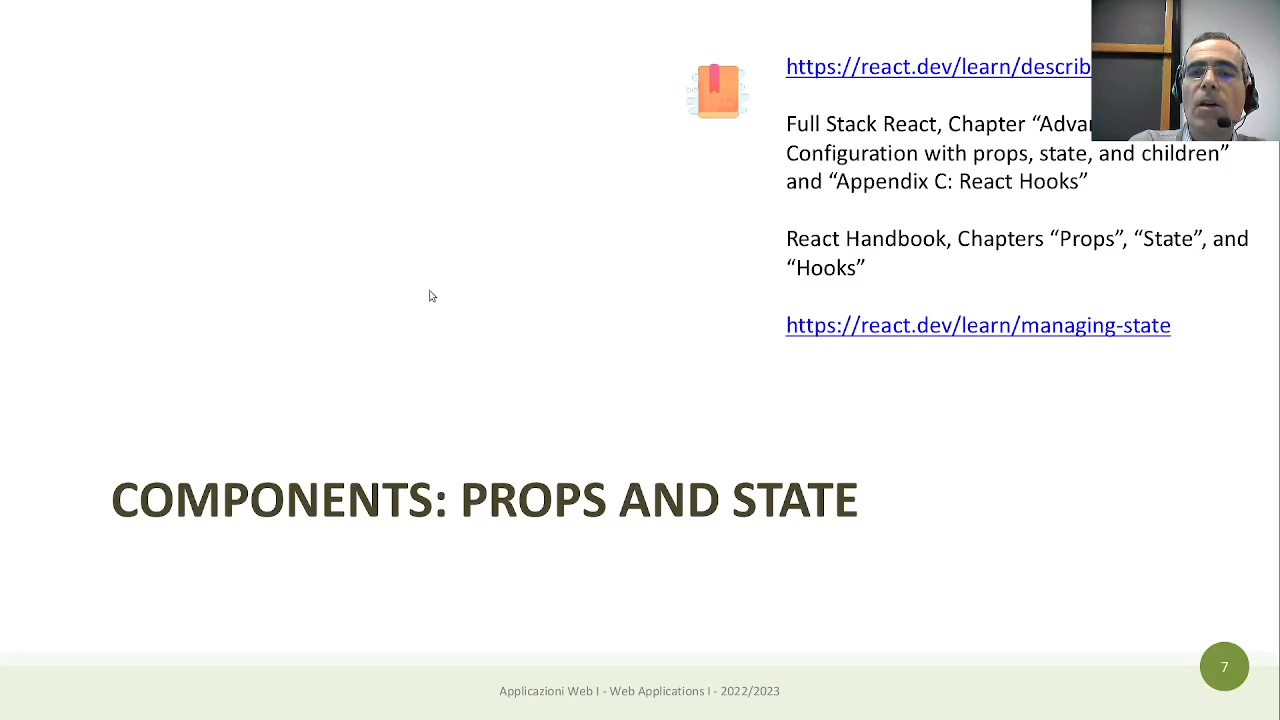 https://react.dev/learn/describ
Full Stack React, Chapter “Advan
Configuration with props, state, and children”
and “Appendix C: React Hooks”
React Handbook, Chapters “Props”, “State”, and
“Hooks”
https://react.dev/learn/managing-state
COMPONENTS: PROPS AND STATE
7
Applicazioni Web I - Web Applications I - 2022/2023